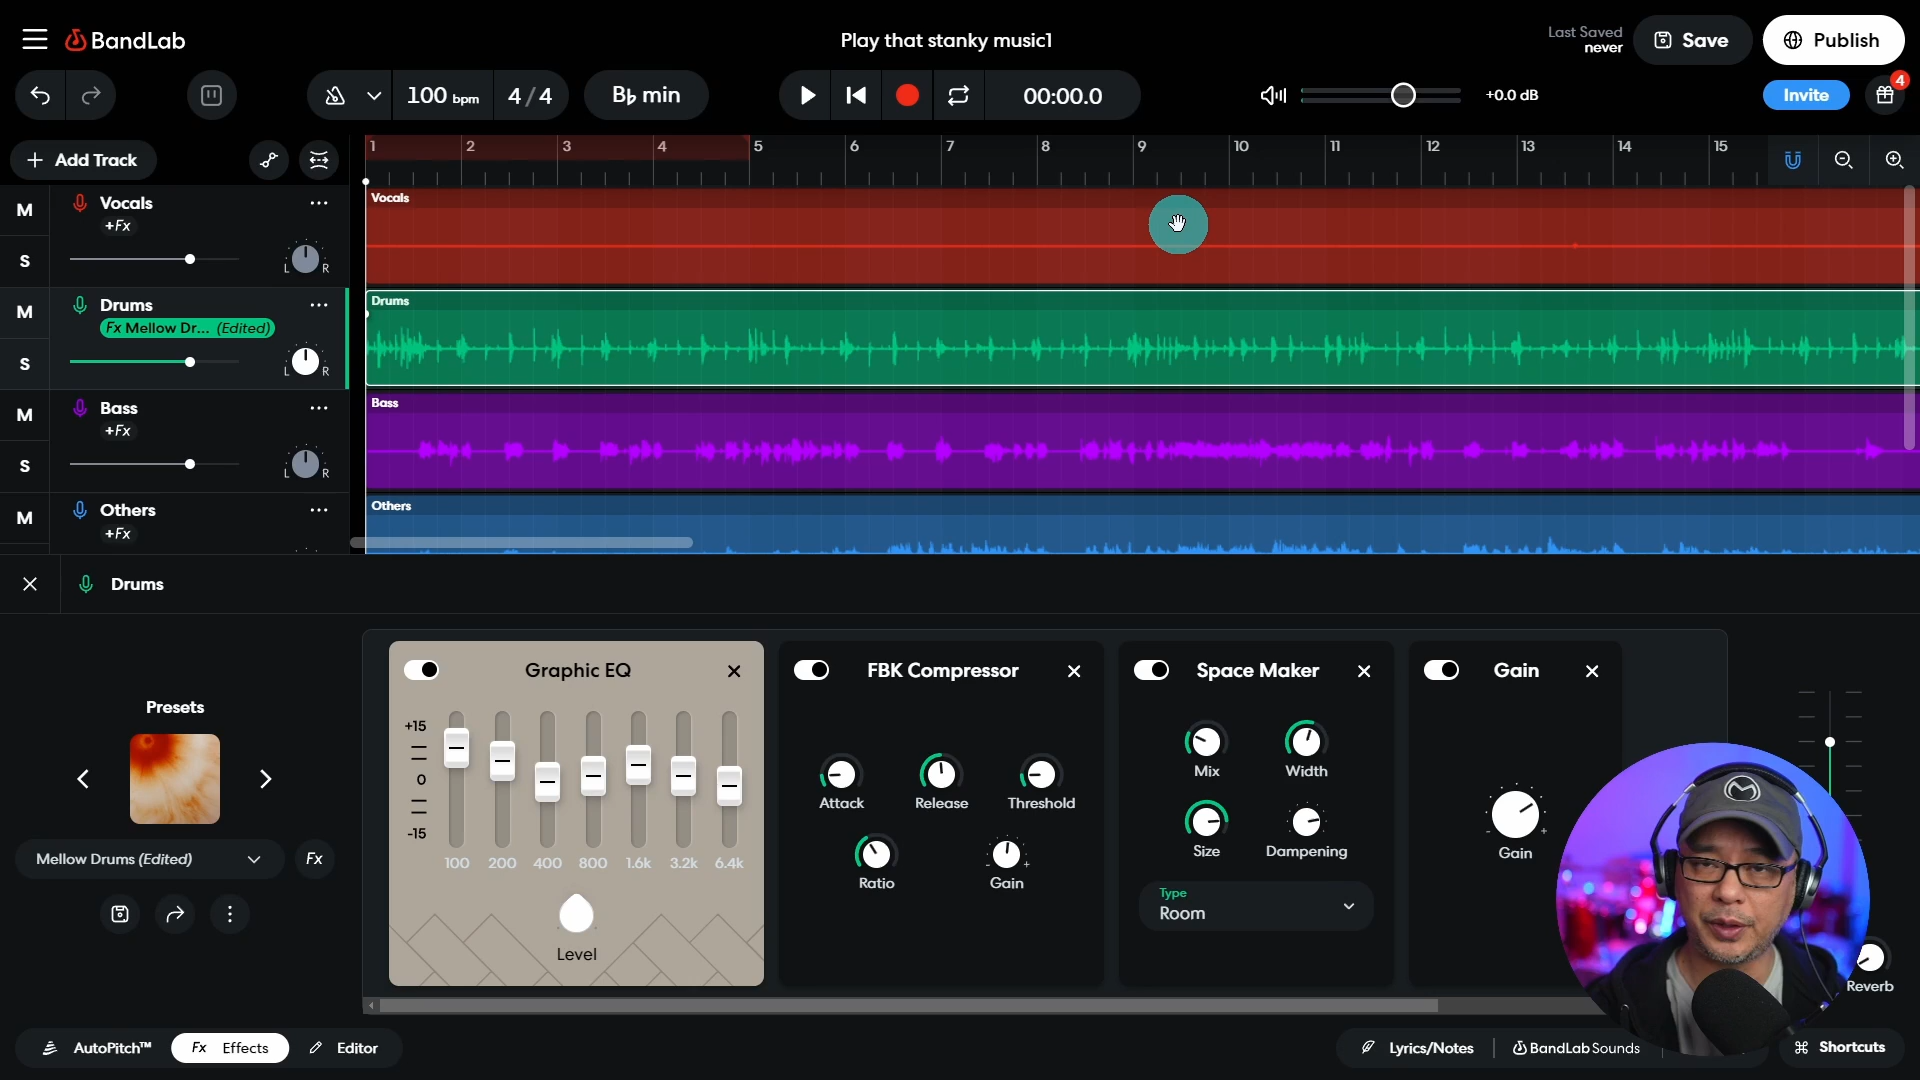 BandLab
Play that stanky music1
Last Saved
never
Save
Publish
100 bpm
4 / 4
B♭ min
00:00.0
+0.0 dB
Invite
4
Add Track
1 2 3 4 5 6 7 8 9 10 11 12 13 14 15
M
S
Vocals
+Fx
L R
Vocals
M
S
Drums
Fx Mellow Dr... (Edited)
L R
Drums
M
S
Bass
+Fx
L R
Bass
M
Others
+Fx
Others
Drums
Presets
Mellow Drums (Edited)
Fx
Graphic EQ
+15
0
-15
100 200 400 800 1.6k 3.2k 6.4k
Level
FBK Compressor
Attack Release Threshold
Ratio Gain
- +
Space Maker
Mix Width
Size Dampening
Type
Room
Gain
- +
Gain
Reverb
AutoPitch™
Fx Effects
Editor
Lyrics/Notes
BandLab Sounds
Shortcuts